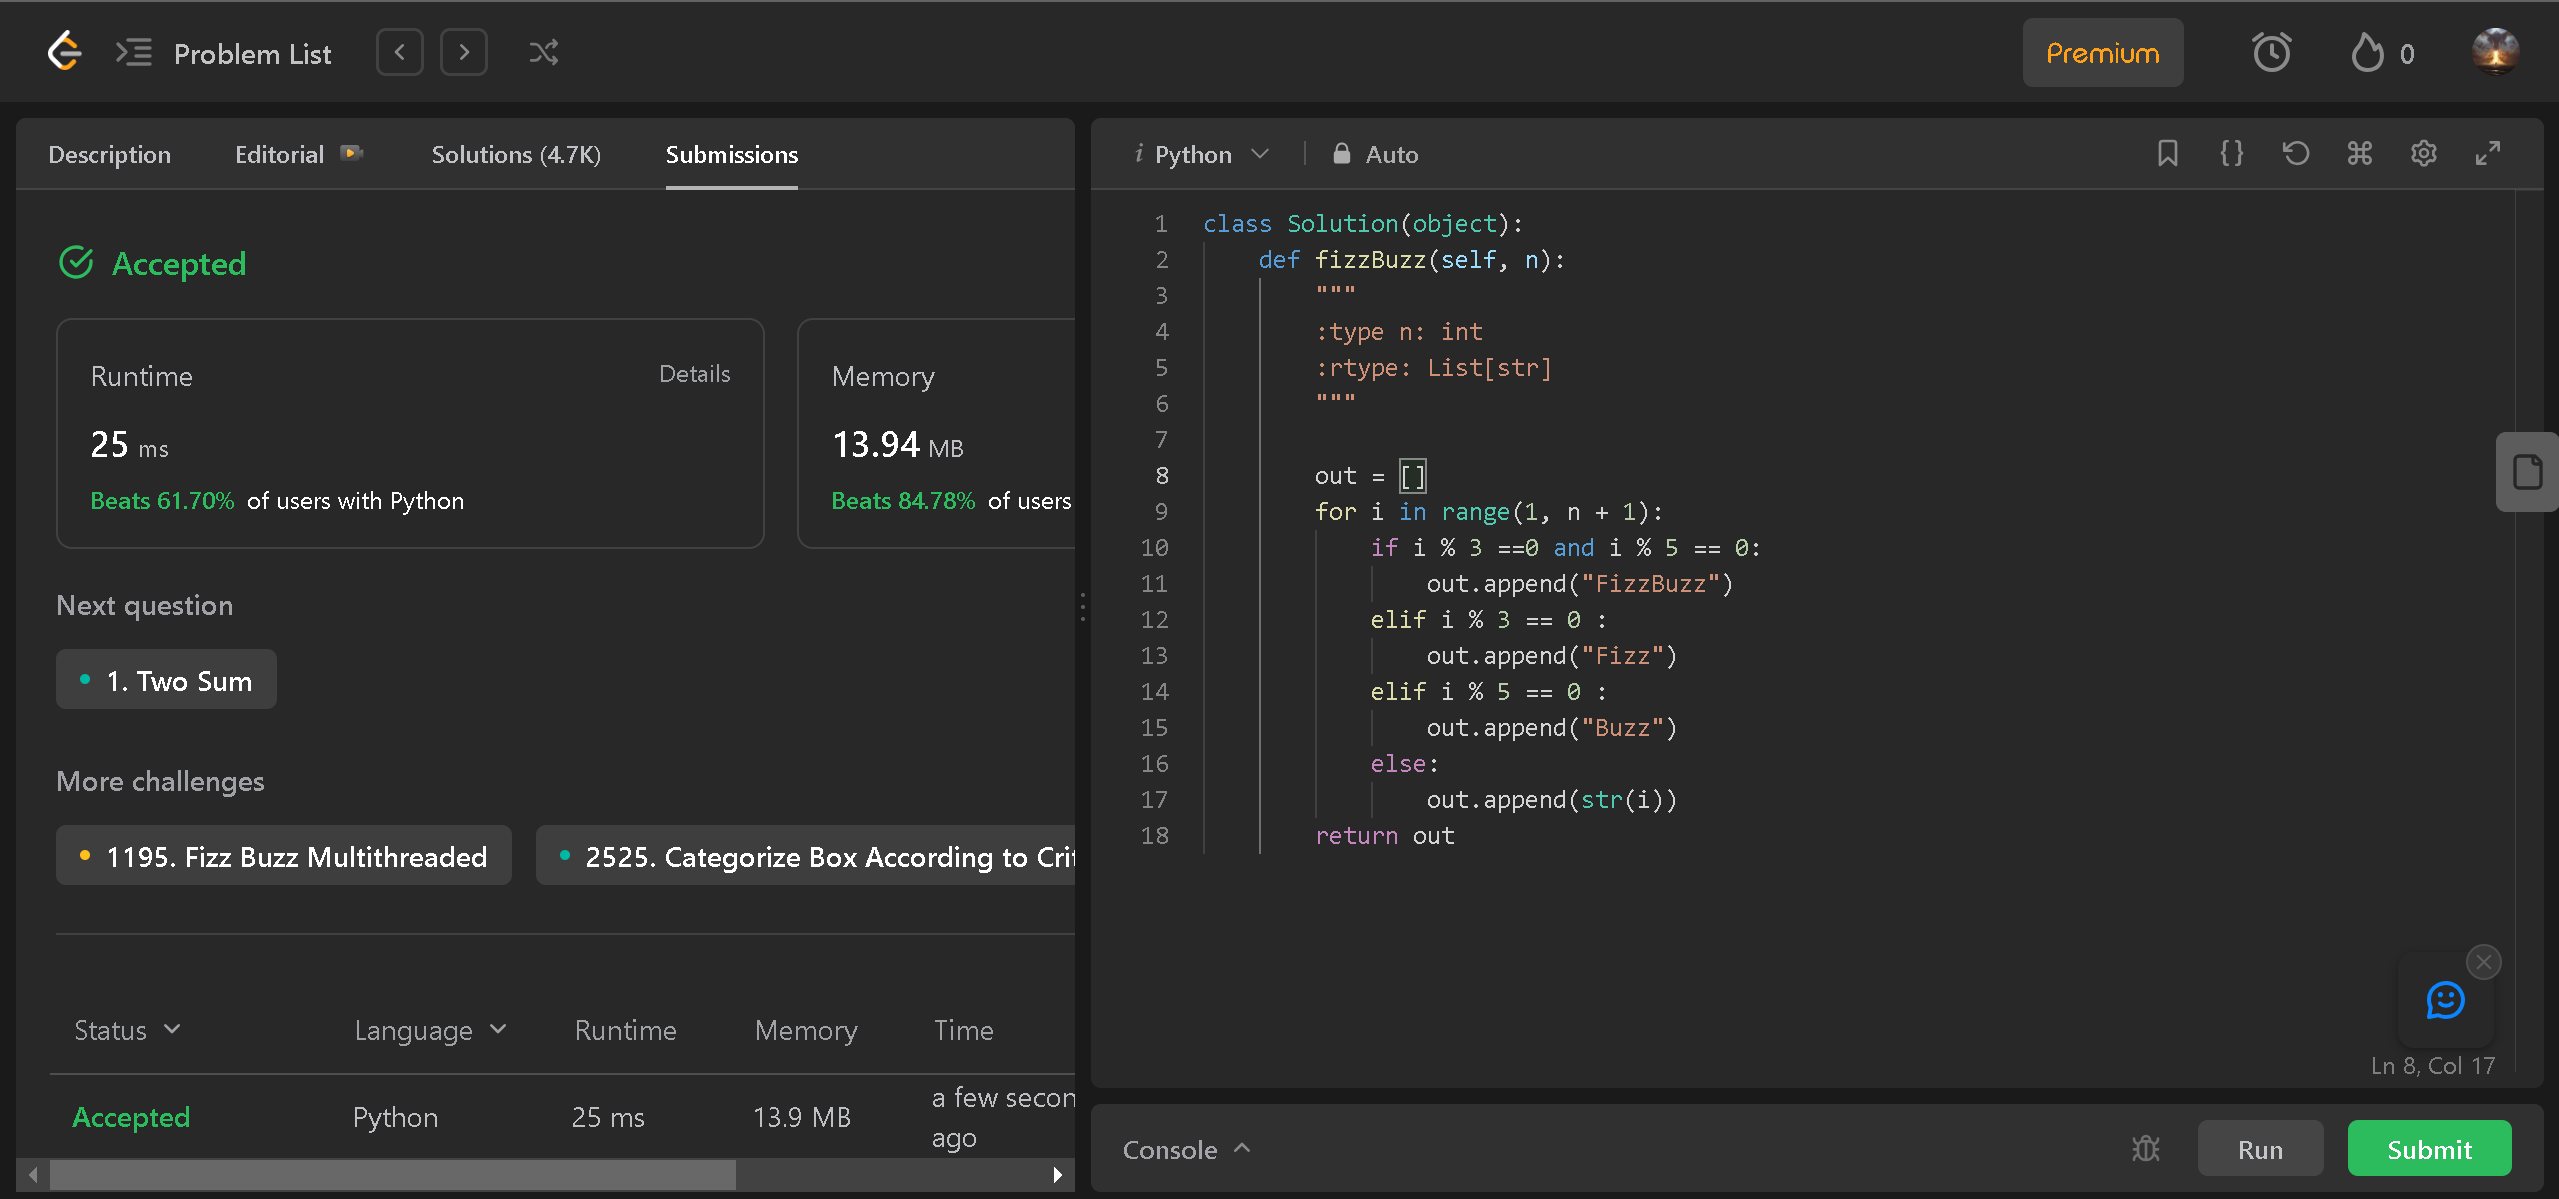 Problem List
Premium
0
Description Editorial Solutions (4.7K) Submissions
Accepted
Runtime Details
25 ms
Beats 61.70% of users with Python
Memory
13.94 MB
Beats 84.78% of users
Next question
1. Two Sum
More challenges
1195. Fizz Buzz Multithreaded
2525. Categorize Box According to Crit
Status Language Runtime Memory Time
Accepted Python 25 ms 13.9 MB a few secon
ago
i Python Auto
1 class Solution(object):
2     def fizzBuzz(self, n):
3         """
4         :type n: int
5         :rtype: List[str]
6         """
7
8         out = []
9         for i in range(1, n + 1):
10             if i % 3 ==0 and i % 5 == 0:
11                 out.append("FizzBuzz")
12             elif i % 3 == 0 :
13                 out.append("Fizz")
14             elif i % 5 == 0 :
15                 out.append("Buzz")
16             else:
17                 out.append(str(i))
18         return out
Ln 8, Col 17
Console Run Submit